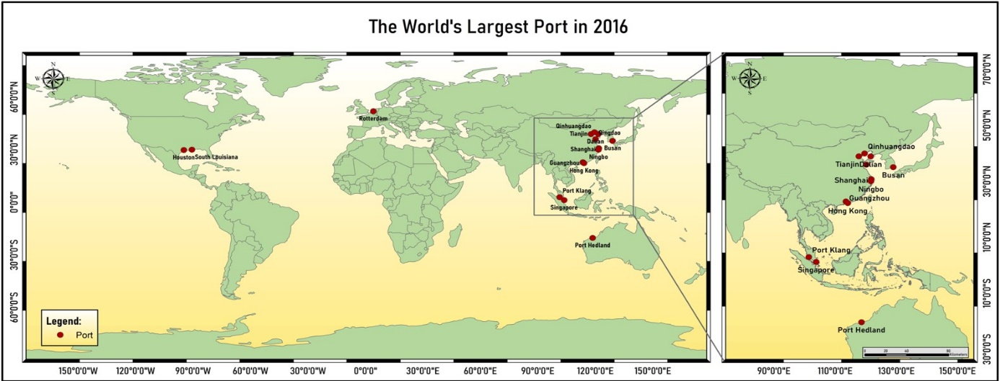 The World's Largest Port in 2016
N
W E
S
60°0'0"N
30°0'0"N
0°0'0"
30°0'0"S
60°0'0"S
Rotterdam
Houston South Louisiana
Qinhuangdao
Tianjin Qingdao
Dalian
Shanghai Busan
Ningbo
Guangzhou
Hong Kong
Port Klang
Singapore
Port Hedland
Legend:
Port
150°0'0"W 120°0'0"W 90°0'0"W 60°0'0"W 30°0'0"W 0°0'0" 30°0'0"E 60°0'0"E 90°0'0"E 120°0'0"E 150°0'0"E
N
W E
S
Qinhuangdao
Tianjin Dalian
Busan
Shanghai
Ningbo
Guangzhou
Hong Kong
Port Klang
Singapore
Port Hedland
70°0'0"N
50°0'0"N
30°0'0"N
10°0'0"N
10°0'0"S
30°0'0"S
0 20 40 80
Kilometers
90°0'0"E 110°0'0"E 130°0'0"E 150°0'0"E